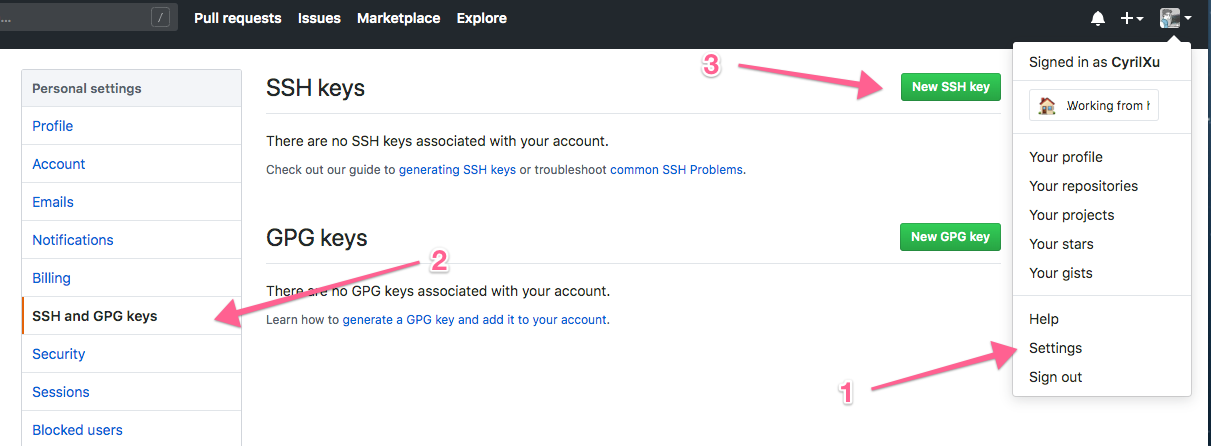 ... / Pull requests Issues Marketplace Explore
Signed in as CyrilXu
.Working from h
Your profile
Your repositories
Your projects
Your stars
Your gists
Help
Settings
Sign out
1
Personal settings
Profile
Account
Emails
Notifications
Billing
SSH and GPG keys
Security
Sessions
Blocked users
2
SSH keys
3
New SSH key
There are no SSH keys associated with your account.
Check out our guide to generating SSH keys or troubleshoot common SSH Problems.
GPG keys
New GPG key
There are no GPG keys associated with your account.
Learn how to generate a GPG key and add it to your account.